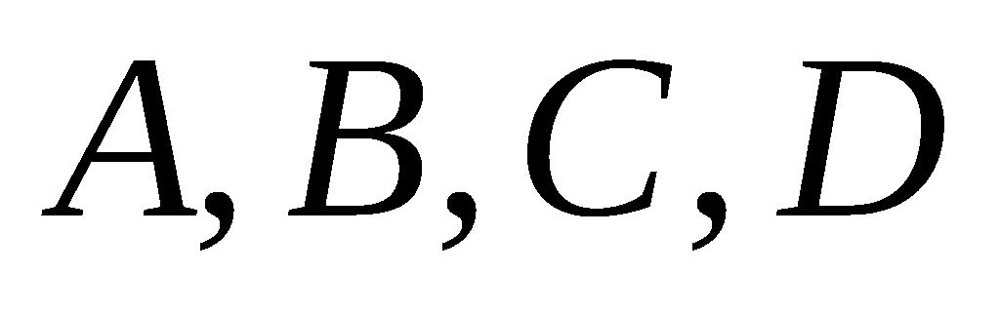 A, B, C, D